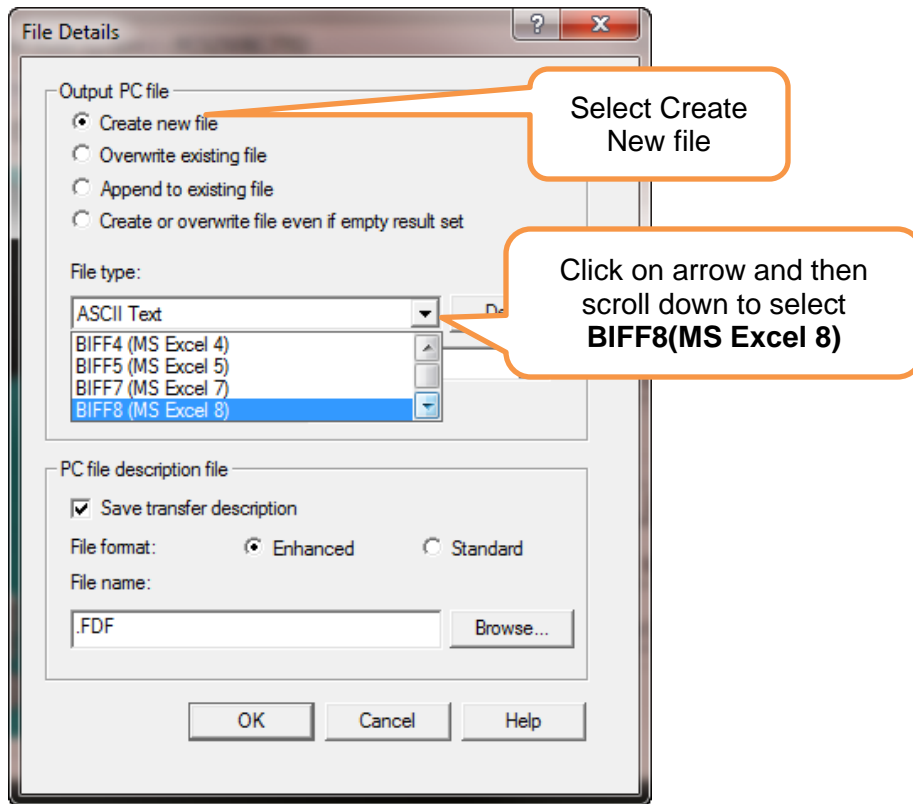 File Details
Output PC file
Create new file
Overwrite existing file
Append to existing file
Create or overwrite file even if empty result set
Select Create
New file
File type:
ASCII Text
BIFF4 (MS Excel 4)
BIFF5 (MS Excel 5)
BIFF7 (MS Excel 7)
BIFF8 (MS Excel 8)
Click on arrow and then
scroll down to select
BIFF8(MS Excel 8)
PC file description file
Save transfer description
File format:
Enhanced
Standard
File name:
.FDF
Browse...
OK
Cancel
Help